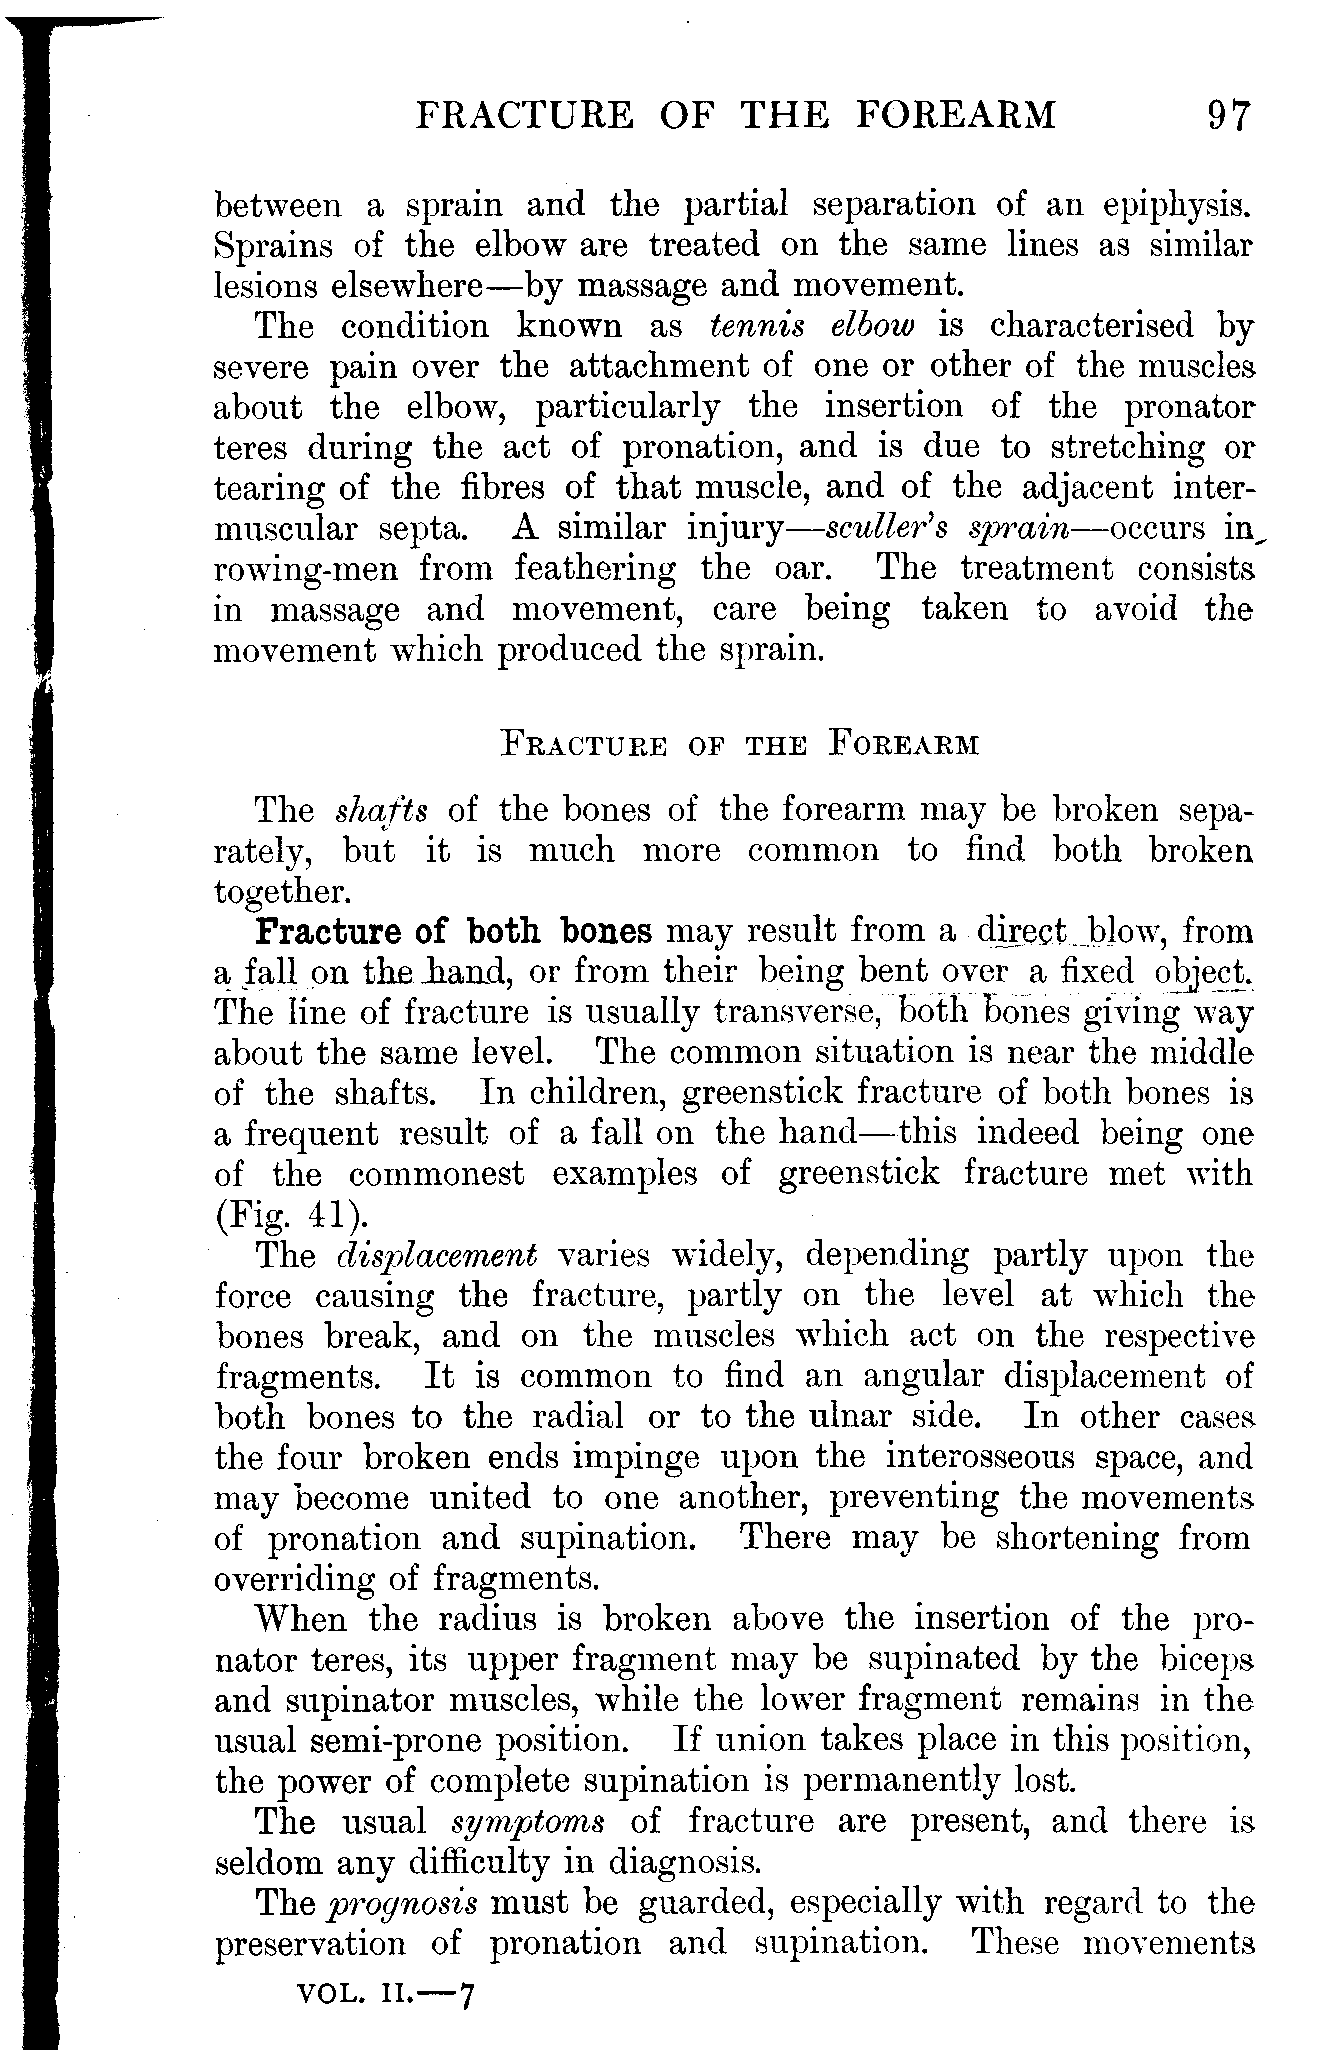 FRACTURE OF THE FOREARM 97
between a sprain and the partial separation of an epiphysis.
Sprains of the elbow are treated on the same lines as similar
lesions elsewhere—by massage and movement.
The condition known as tennis elbow is characterised by
severe pain over the attachment of one or other of the muscles
about the elbow, particularly the insertion of the pronator
teres during the act of pronation, and is due to stretching or
tearing of the fibres of that muscle, and of the adjacent inter-
muscular septa. A similar injury—sculler's sprain—occurs in
rowing-men from feathering the oar. The treatment consists
in massage and movement, care being taken to avoid the
movement which produced the sprain.
FRACTURE OF THE FOREARM
The shafts of the bones of the forearm may be broken sepa-
rately, but it is much more common to find both broken
together.
Fracture of both bones may result from a direct blow, from
a fall on the hand, or from their being bent over a fixed object.
The line of fracture is usually transverse, both bones giving way
about the same level. The common situation is near the middle
of the shafts. In children, greenstick fracture of both bones is
a frequent result of a fall on the hand—this indeed being one
of the commonest examples of greenstick fracture met with
(Fig. 41).
The displacement varies widely, depending partly upon the
force causing the fracture, partly on the level at which the
bones break, and on the muscles which act on the respective
fragments. It is common to find an angular displacement of
both bones to the radial or to the ulnar side. In other cases
the four broken ends impinge upon the interosseous space, and
may become united to one another, preventing the movements
of pronation and supination. There may be shortening from
overriding of fragments.
When the radius is broken above the insertion of the pro-
nator teres, its upper fragment may be supinated by the biceps
and supinator muscles, while the lower fragment remains in the
usual semi-prone position. If union takes place in this position,
the power of complete supination is permanently lost.
The usual symptoms of fracture are present, and there is
seldom any difficulty in diagnosis.
The prognosis must be guarded, especially with regard to the
preservation of pronation and supination. These movements
VOL. II.—7